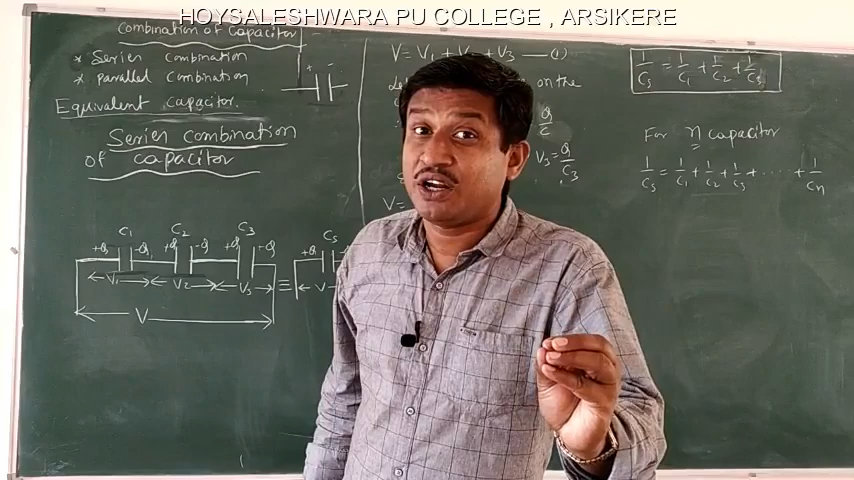 HOYSALESHWARA PU COLLEGE , ARSIKERE
Combination of Capacitor
* Series Combination
* parallel Combination
Equivalent capacitor.
Series combination
of capacitor
C1 C2 C3
+Q -Q +Q -Q +Q -Q
V1 V2 V3
V
≡
CS
+Q -Q
V
V = V1 + V2 + V3 —(1)
on the
Q
C
V3 = Q/C3
V =
1/CS = 1/C1 + 1/C2 + 1/C3
For n capacitor
1/CS = 1/C1 + 1/C2 + 1/C3 + ..... + 1/Cn